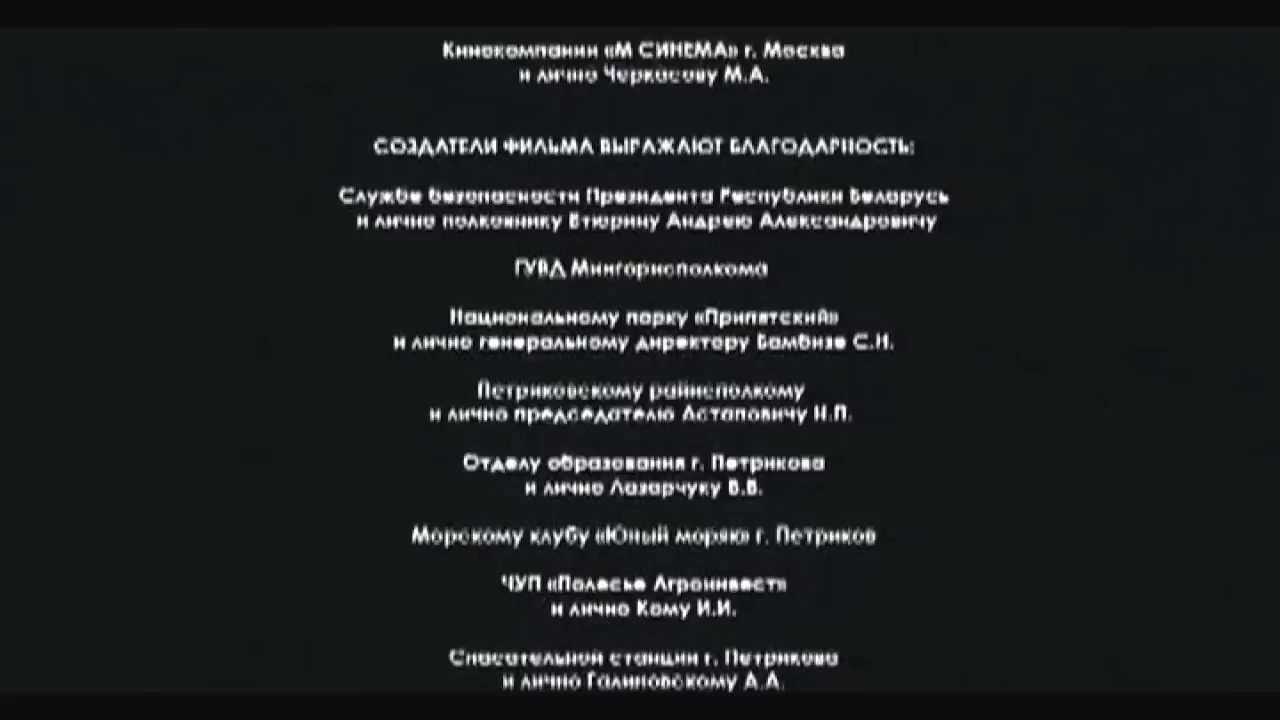 Кинокомпании «М СИНЕМА» г. Москва
и лично Черкасову М.А.
СОЗДАТЕЛИ ФИЛЬМА ВЫРАЖАЮТ БЛАГОДАРНОСТЬ:
Службе безопасности Президента Республики Беларусь
и лично полковнику Втюрину Андрею Александровичу
ГУВД Мингорисполкома
Национальному парку «Припятский»
и лично генеральному директору Бамбизе С.Н.
Петриковскому райисполкому
и лично председателю Астаповичу Н.П.
Отделу образования г. Петрикова
и лично Лазарчуку В.В.
Морскому клубу «Юный моряк» г. Петриков
ЧУП «Полесье Агроинвест»
и лично Кому И.И.
Спасательной станции г. Петрикова
и лично Галиновскому А.А.